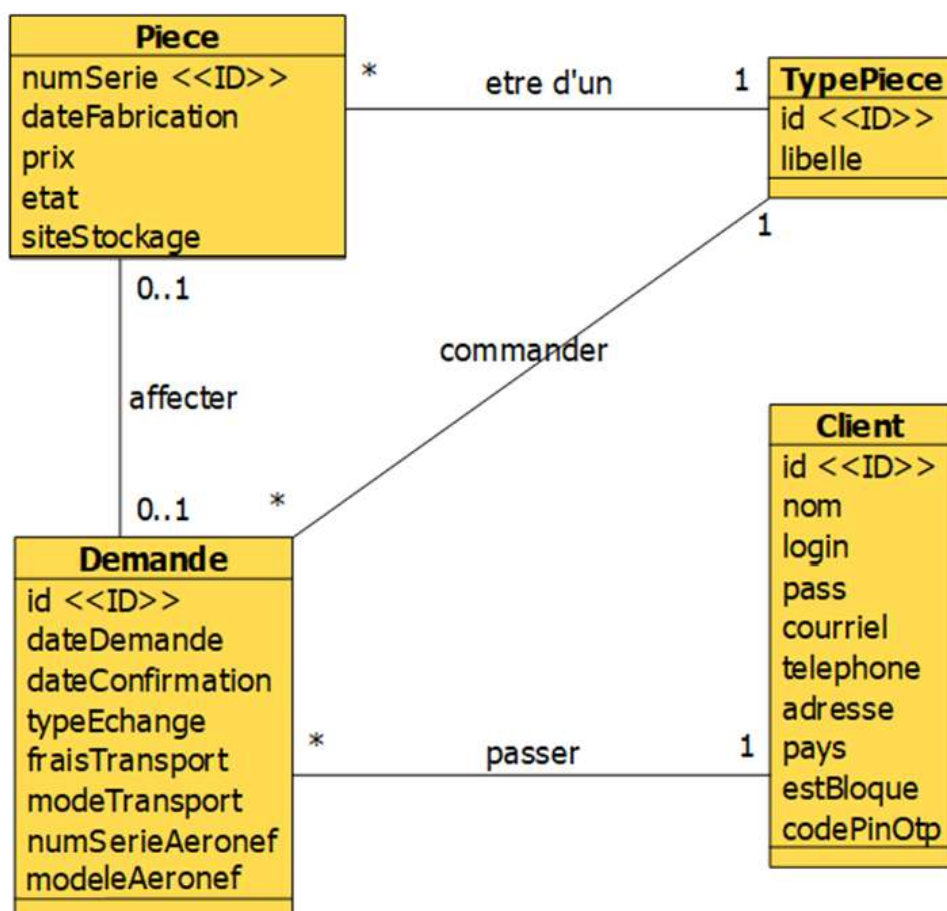 Piece
numSerie <<ID>>
dateFabrication
prix
etat
siteStockage
*
etre d'un
1
TypePiece
id <<ID>>
libelle
1
0..1
commander
affecter
0..1
*
Demande
id <<ID>>
dateDemande
dateConfirmation
typeEchange
fraisTransport
modeTransport
numSerieAeronef
modeleAeronef
*
passer
1
Client
id <<ID>>
nom
login
pass
courriel
telephone
adresse
pays
estBloque
codePinOtp